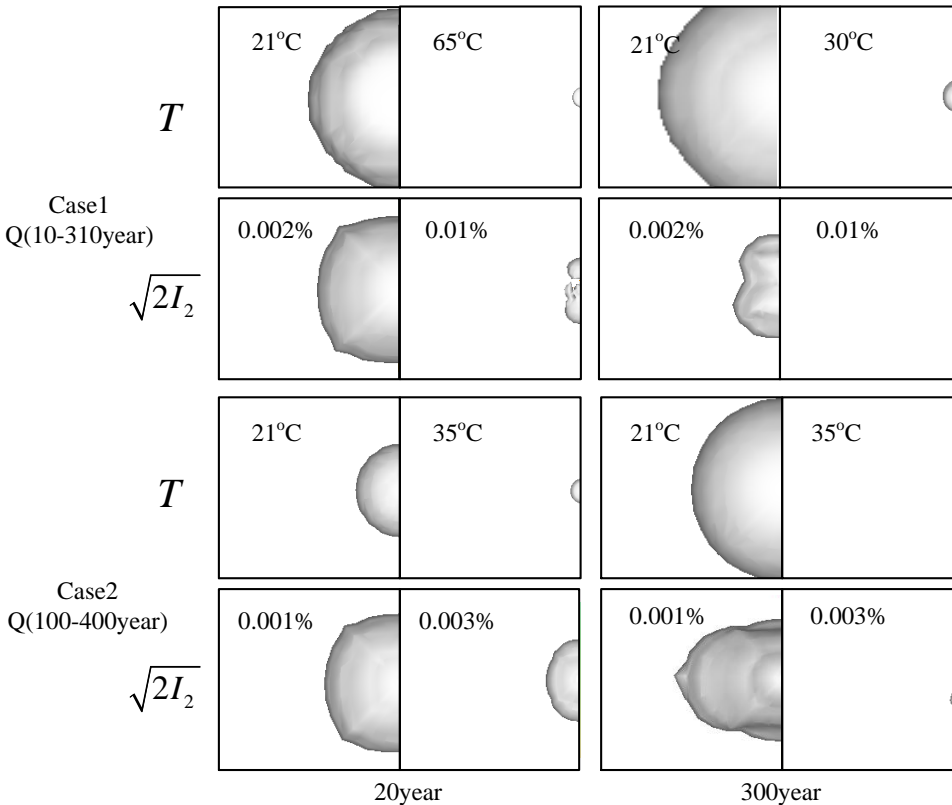 21°C 65°C 21°C 30°C
T
Case1
Q(10-310year)
0.002% 0.01% 0.002% 0.01%
√2I₂
21°C 35°C 21°C 35°C
T
Case2
Q(100-400year)
0.001% 0.003% 0.001% 0.003%
√2I₂
20year 300year